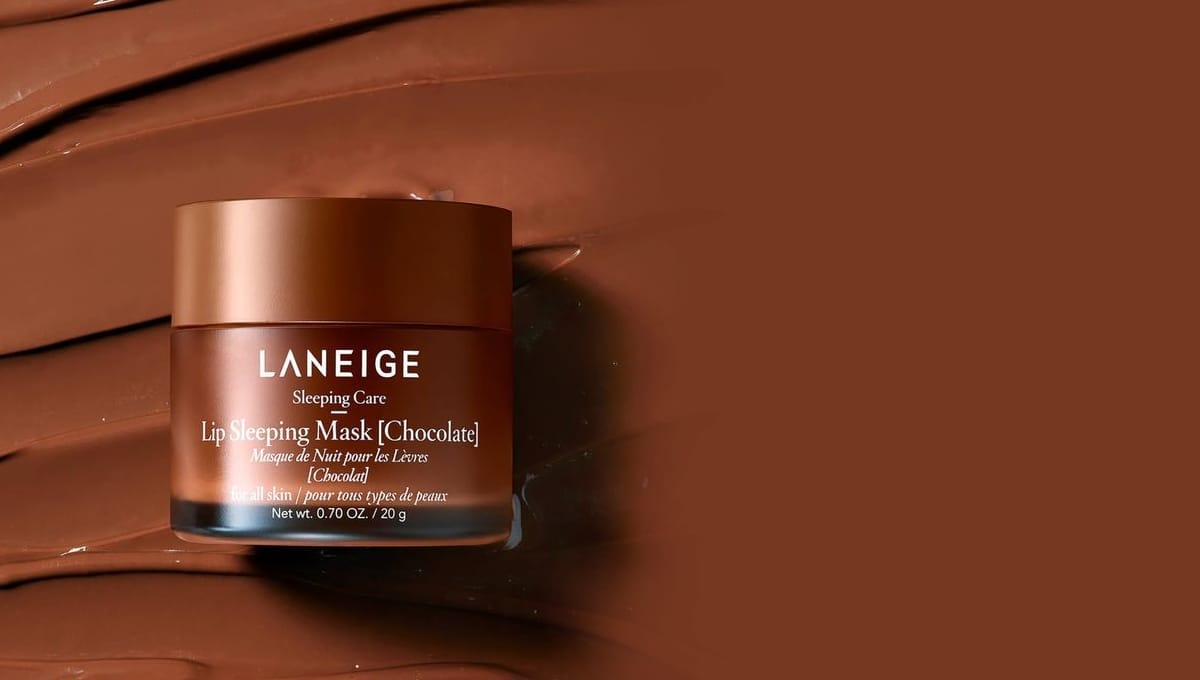 LANEIGE
Sleeping Care
Lip Sleeping Mask [Chocolate]
Masque de Nuit pour les Lèvres
[Chocolat]
for all skin / pour tous types de peaux
Net wt. 0.70 OZ. / 20 g